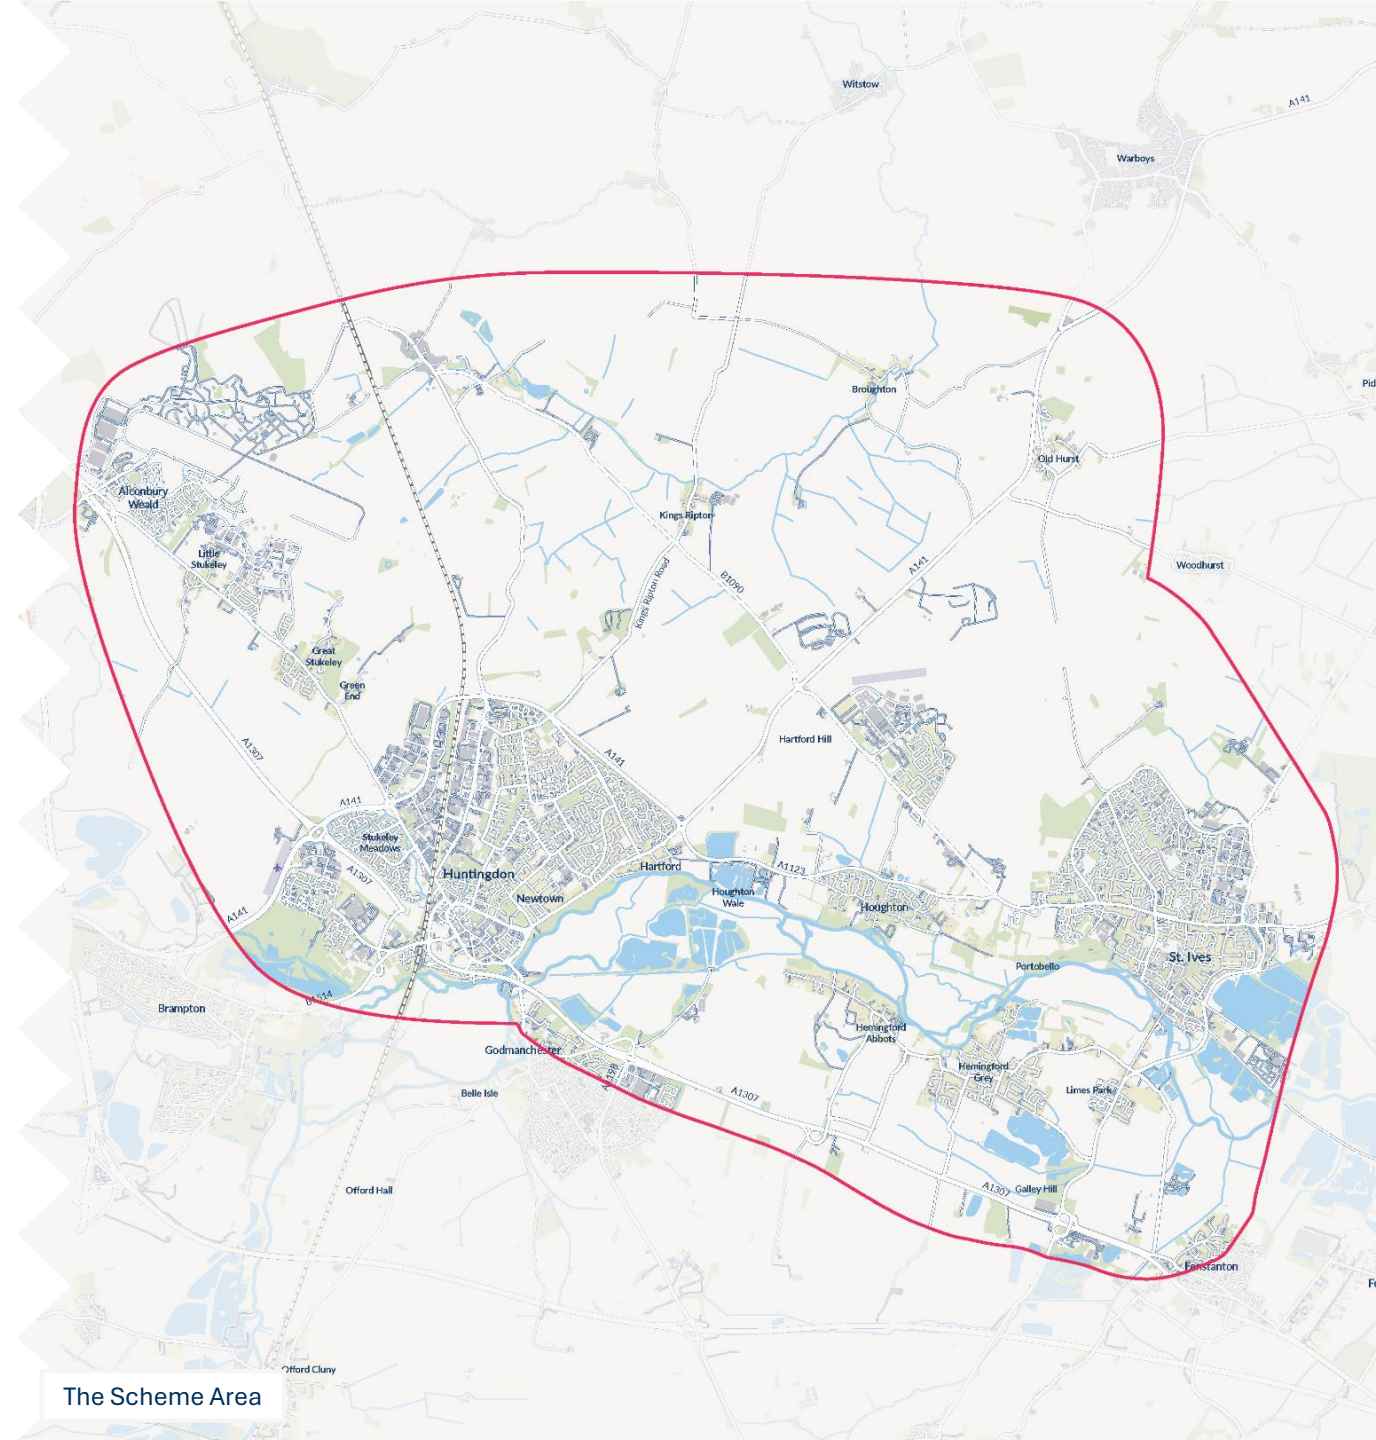 Witstow
A141
Warboys
Broughton
Pid
Old Hurst
Alconbury
Weald
Kings Ripton
Little
Stukeley
A141
Woodhurst
B1090
Kings Ripton Road
Great
Stukeley
Green
End
Hartford Hill
A1307
A141
A141
Stukeley
Meadows
Hartford
A1123
Huntingdon
A1307
Houghton
Wale
Newtown
Houghton
A141
St. Ives
Portobello
B1514
Brampton
Hemingford
Abbots
Godmanchester
Hemingford
Grey
Belle Isle
A1307
Limes Park
Offord Hall
A1307
Galley Hill
Fenstanton
Fe
Offord Cluny
The Scheme Area